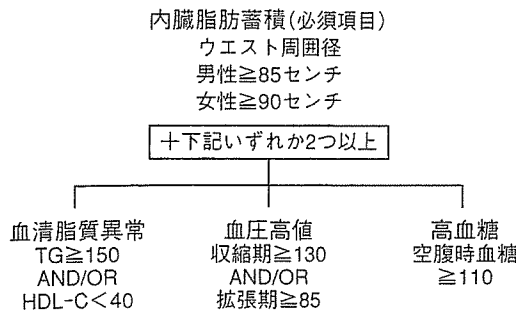 内臓脂肪蓄積(必須項目)
ウエスト周囲径
男性≧85センチ
女性≧90センチ
+下記いずれか2つ以上
血清脂質異常
TG≧150
AND/OR
HDL-C<40
血圧高値
収縮期≧130
AND/OR
拡張期≧85
高血糖
空腹時血糖
≧110